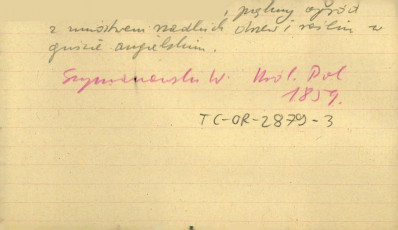 , piękny ogród
z mnóstwem rzadkich drzew i roślin w
guście angielskim.
Szymanowski W. Król. Pol
1859.
TC-OR-2879-3